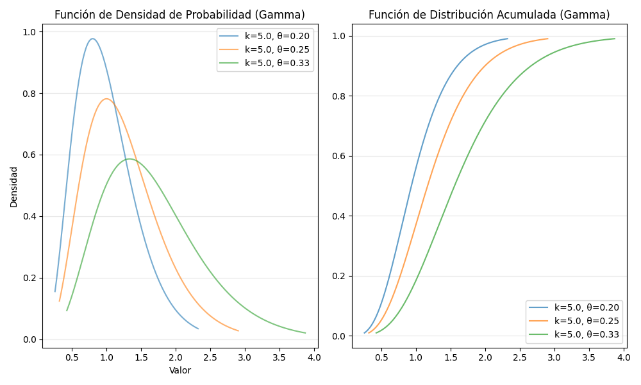 Función de Densidad de Probabilidad (Gamma)
1.0
0.8
0.6
0.4
0.2
0.0
Densidad
k=5.0, θ=0.20
k=5.0, θ=0.25
k=5.0, θ=0.33
0.5 1.0 1.5 2.0 2.5 3.0 3.5 4.0
Valor
Función de Distribución Acumulada (Gamma)
1.0
0.8
0.6
0.4
0.2
0.0
k=5.0, θ=0.20
k=5.0, θ=0.25
k=5.0, θ=0.33
0.5 1.0 1.5 2.0 2.5 3.0 3.5 4.0